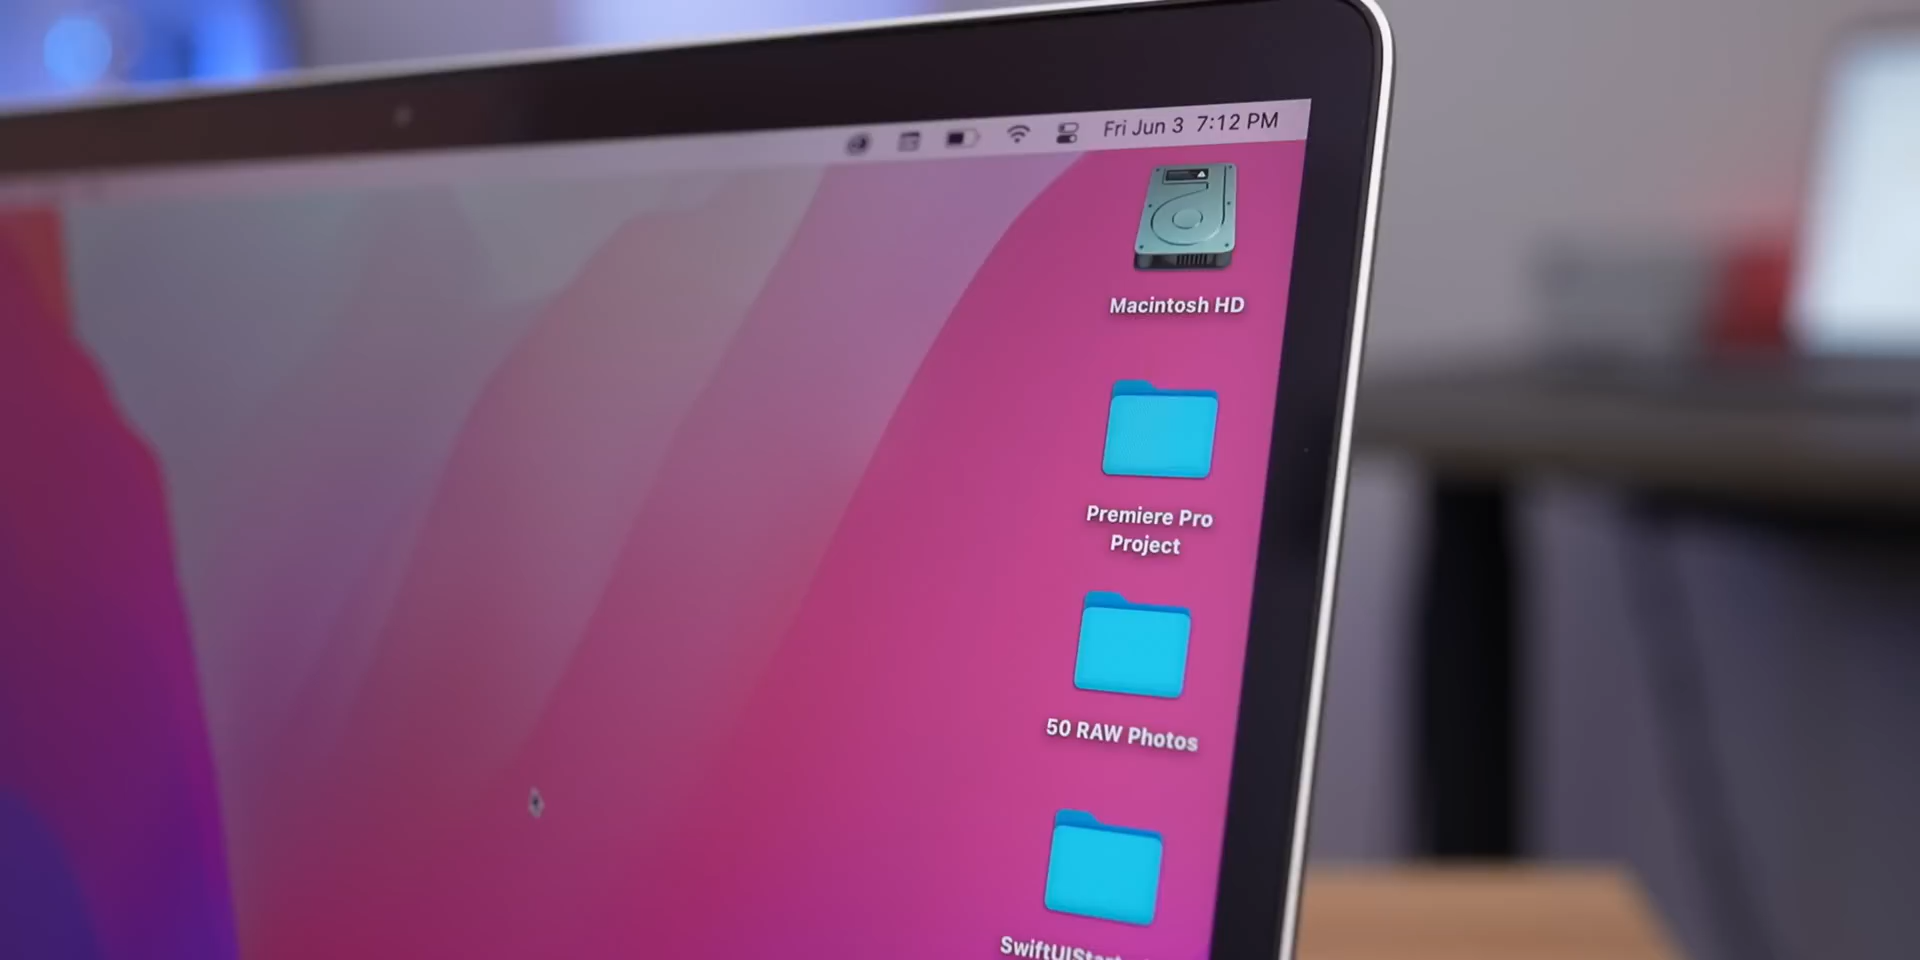 Fri Jun 3 7:12 PM
Macintosh HD
Premiere Pro
Project
50 RAW Photos